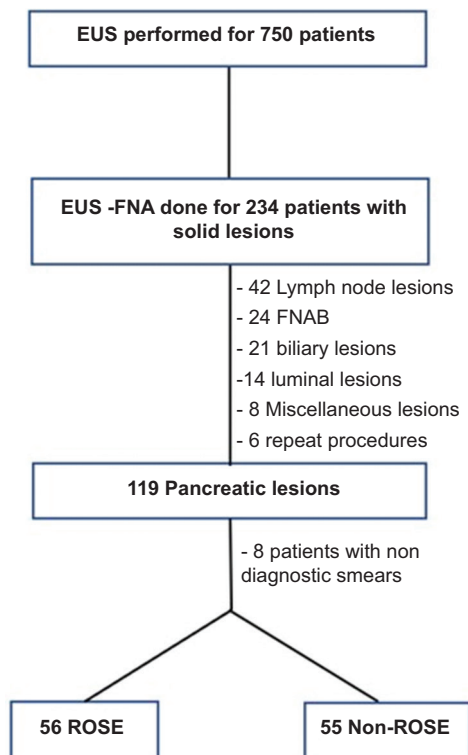 EUS performed for 750 patients
EUS -FNA done for 234 patients with
solid lesions
- 42 Lymph node lesions
- 24 FNAB
- 21 biliary lesions
-14 luminal lesions
- 8 Miscellaneous lesions
- 6 repeat procedures
119 Pancreatic lesions
- 8 patients with non
diagnostic smears
56 ROSE
55 Non-ROSE